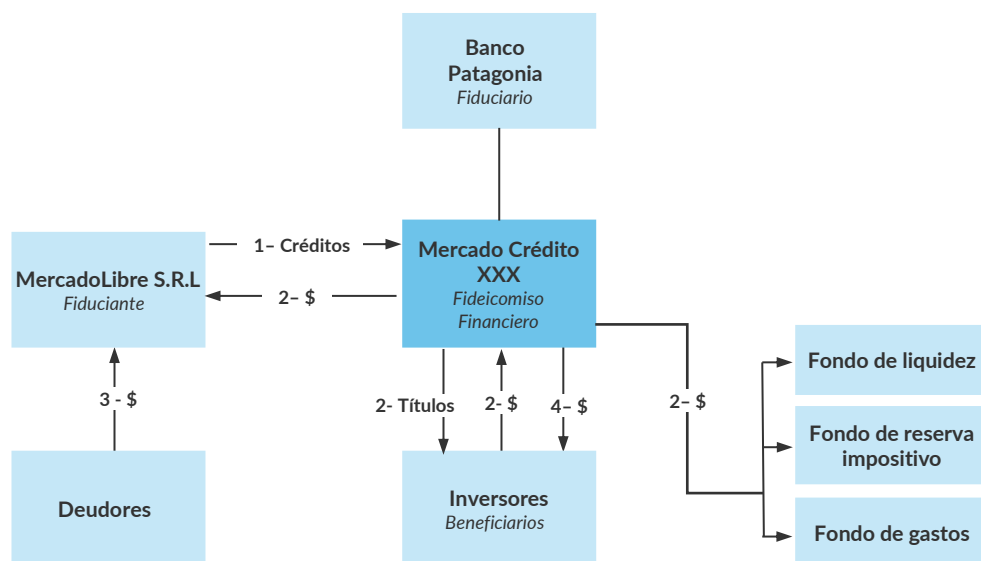 Banco
Patagonia
Fiduciario
1– Créditos
MercadoLibre S.R.L
Fiduciante
2– $
Mercado Crédito
XXX
Fideicomiso
Financiero
3 - $
2- Títulos
2- $
4– $
2– $
Fondo de liquidez
Fondo de reserva
impositivo
Fondo de gastos
Deudores
Inversores
Beneficiarios